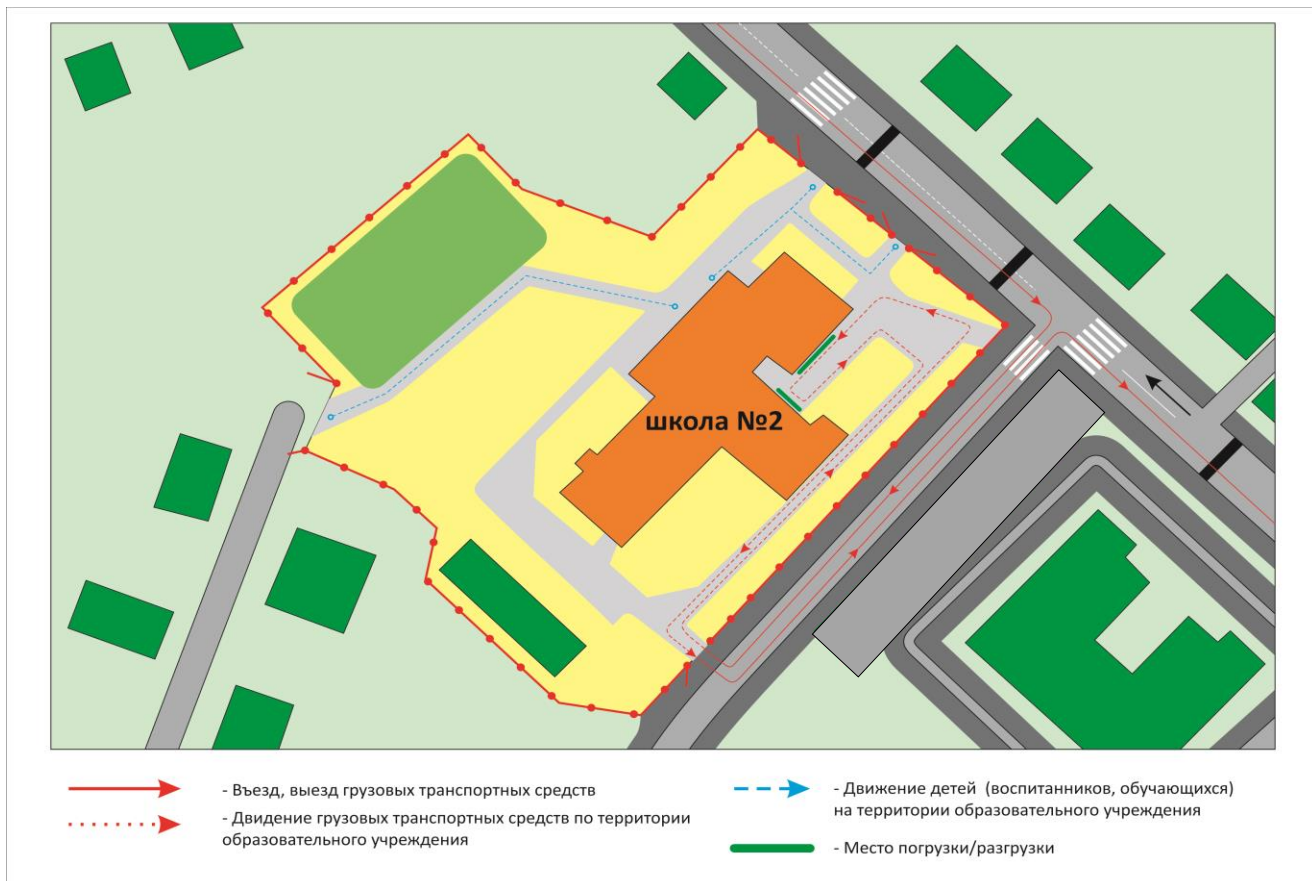 школа №2
- Въезд, выезд грузовых транспортных средств
- Двидение грузовых транспортных средств по территории
образовательного учреждения
- Движение детей (воспитанников, обучающихся)
на территории образовательного учреждения
- Место погрузки/разгрузки